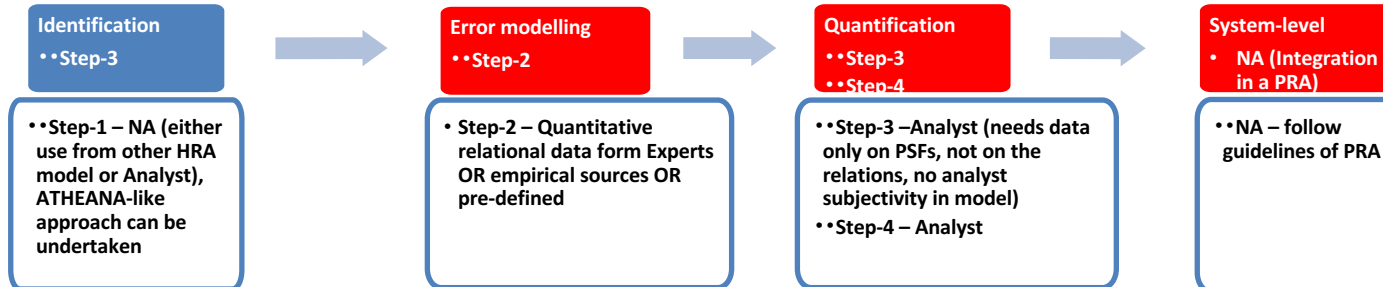 Identification
••Step-3
••Step-1 – NA (either
use from other HRA
model or Analyst),
ATHEANA-like
approach can be
undertaken
Error modelling
••Step-2
• Step-2 – Quantitative
relational data form Experts
OR empirical sources OR
pre-defined
Quantification
••Step-3
••Step-4
••Step-3 –Analyst (needs data
only on PSFs, not on the
relations, no analyst
subjectivity in model)
••Step-4 – Analyst
System-level
• NA (Integration
in a PRA)
••NA – follow
guidelines of PRA